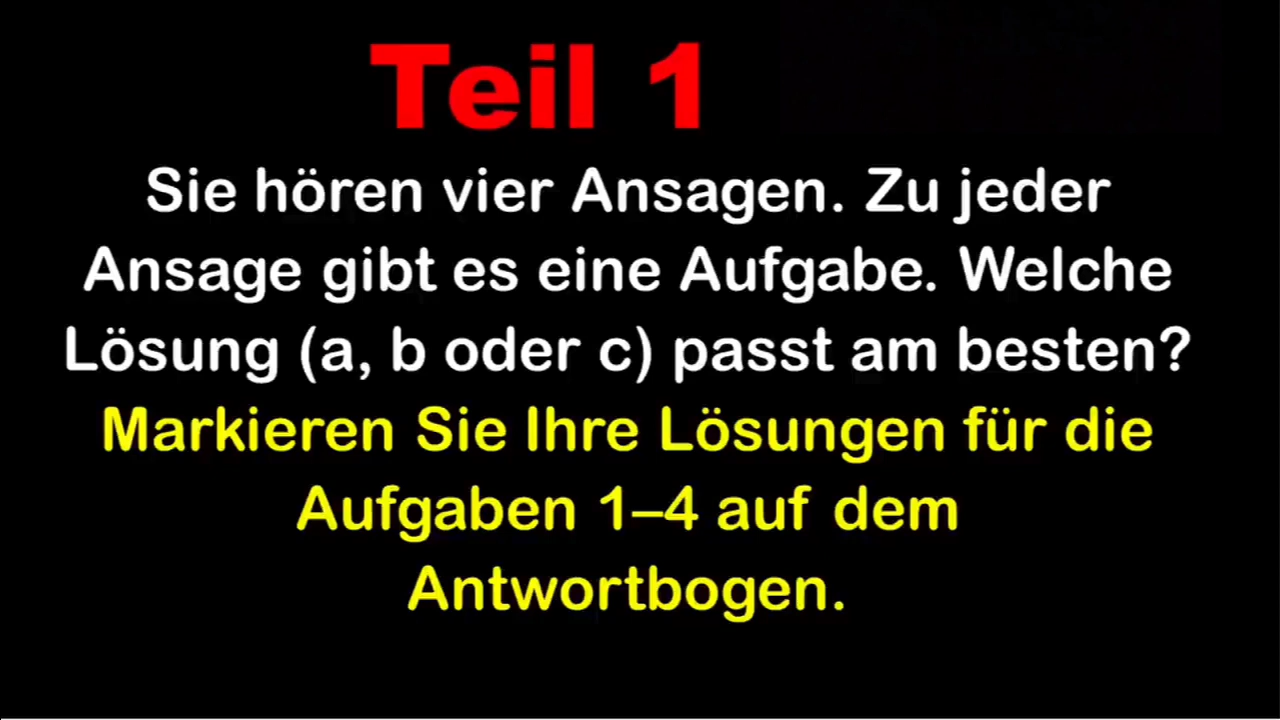 Teil 1
Sie hören vier Ansagen. Zu jeder
Ansage gibt es eine Aufgabe. Welche
Lösung (a, b oder c) passt am besten?
Markieren Sie Ihre Lösungen für die
Aufgaben 1–4 auf dem
Antwortbogen.